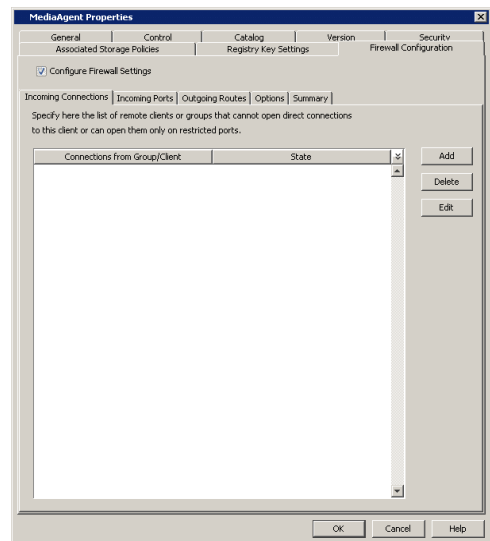 MediaAgent Properties
General Control Catalog Version Security
Associated Storage Policies Registry Key Settings Firewall Configuration
Configure Firewall Settings
Incoming Connections Incoming Ports Outgoing Routes Options Summary
Specify here the list of remote clients or groups that cannot open direct connections
to this client or can open them only on restricted ports.
Connections from Group/Client State Add
Delete
Edit
OK Cancel Help